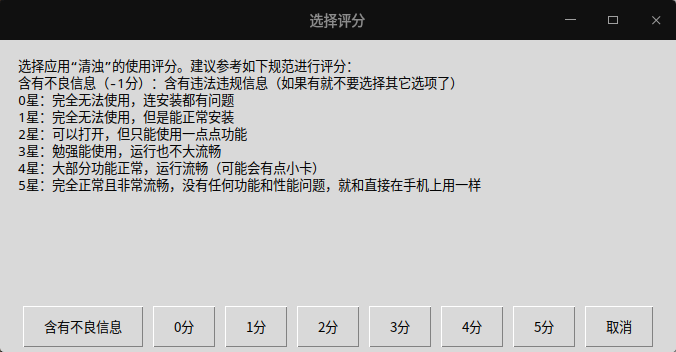 选择评分
选择应用“清浊”的使用评分。建议参考如下规范进行评分：
含有不良信息（-1分）：含有违法违规信息（如果有就不要选择其它选项了）
0星：完全无法使用，连安装都有问题
1星：完全无法使用，但是能正常安装
2星：可以打开，但只能使用一点点功能
3星：勉强能使用，运行也不大流畅
4星：大部分功能正常，运行流畅（可能会有点小卡）
5星：完全正常且非常流畅，没有任何功能和性能问题，就和直接在手机上用一样
含有不良信息 0分 1分 2分 3分 4分 5分 取消